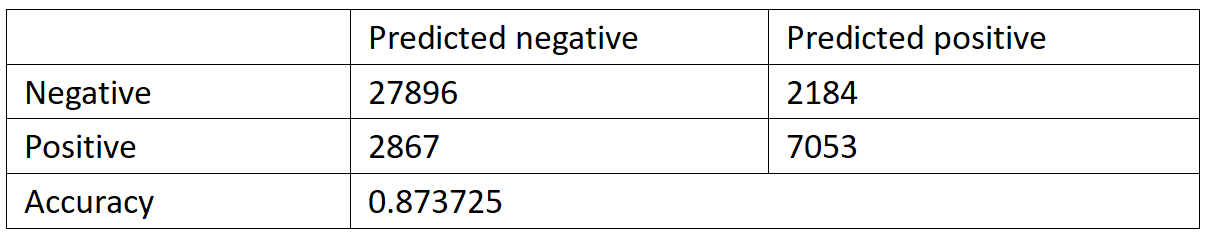 Predicted negative Predicted positive
Negative 27896 2184
Positive 2867 7053
Accuracy 0.873725